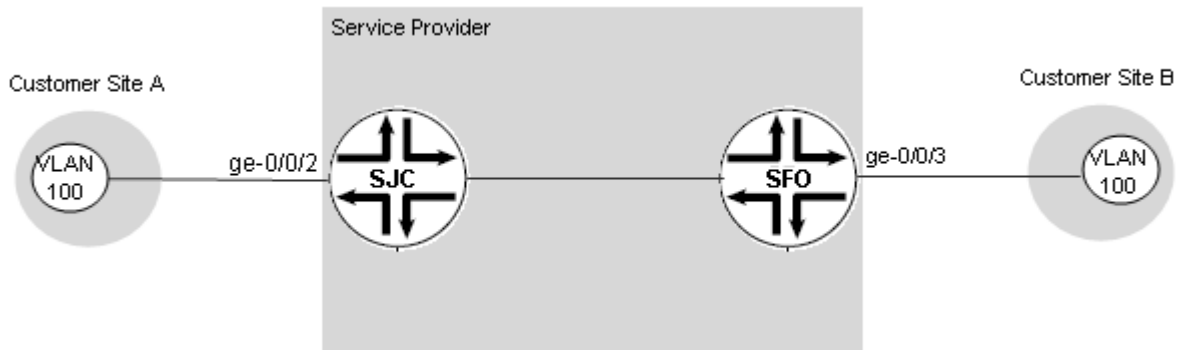 Service Provider
Customer Site A
Customer Site B
VLAN
100
ge-0/0/2
SJC
SFO
ge-0/0/3
VLAN
100